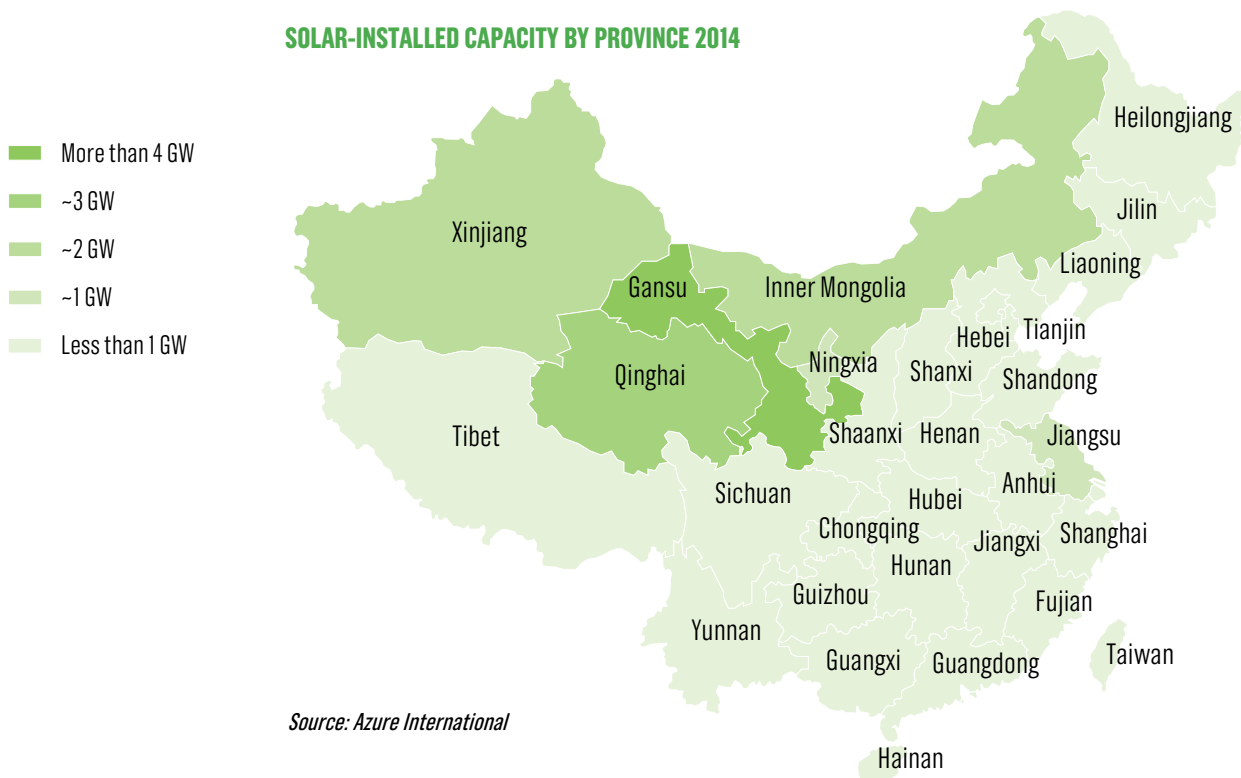 SOLAR-INSTALLED CAPACITY BY PROVINCE 2014
More than 4 GW
~3 GW
~2 GW
~1 GW
Less than 1 GW
Heilongjiang
Jilin
Liaoning
Xinjiang
Gansu
Inner Mongolia
Hebei
Tianjin
Ningxia
Shanxi
Shandong
Qinghai
Tibet
Shaanxi
Henan
Jiangsu
Sichuan
Hubei
Anhui
Chongqing
Jiangxi
Shanghai
Hunan
Guizhou
Fujian
Yunnan
Guangxi
Guangdong
Taiwan
Source: Azure International
Hainan